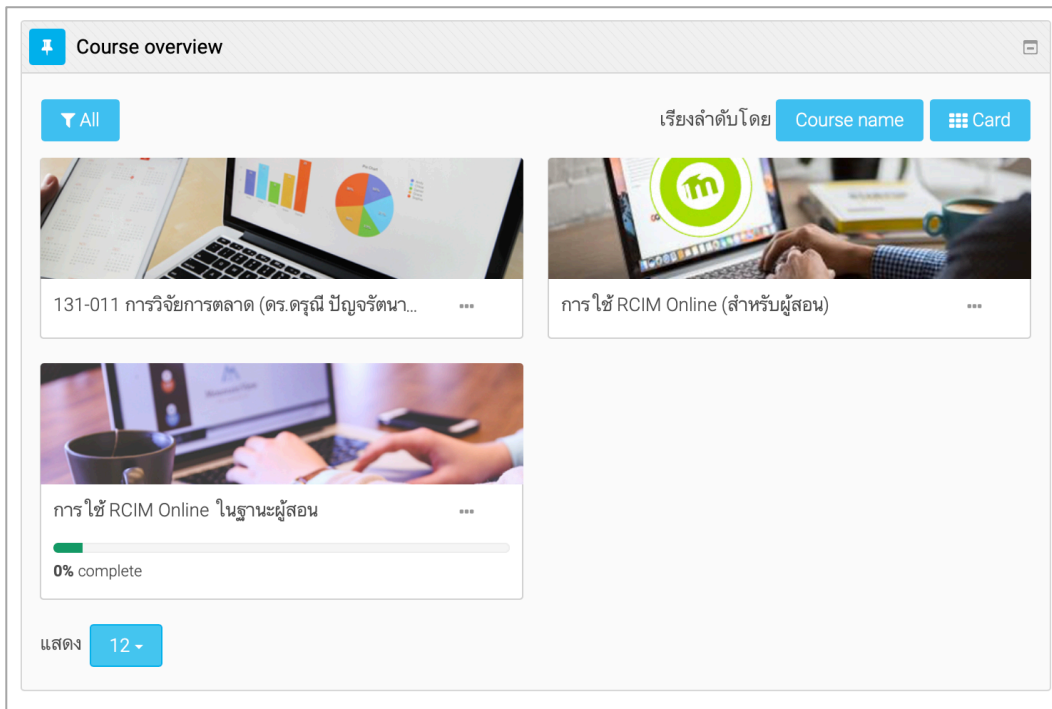 Course overview
All
เรียงลำดับโดย Course name Card
131-011 การวิจัยการตลาด (ดร.ดรุณี ปัญจรัตนา...
การใช้ RCIM Online (สำหรับผู้สอน)
การใช้ RCIM Online ในฐานะผู้สอน
0% complete
แสดง 12